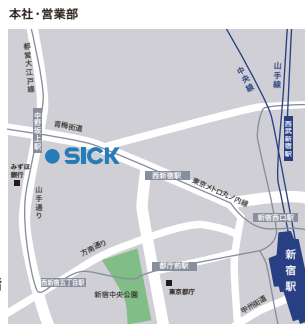 本社・営業部
都営大江戸線
中央線
山手線
西武新宿駅
中野坂上駅
青梅街道
SICK
みずほ
銀行
西新宿駅
東京メトロ丸ノ内線
山手通り
新宿西口駅
方南通り
都庁前駅
新宿駅
西新宿五丁目駅
新宿中央公園
東京都庁
甲州街道